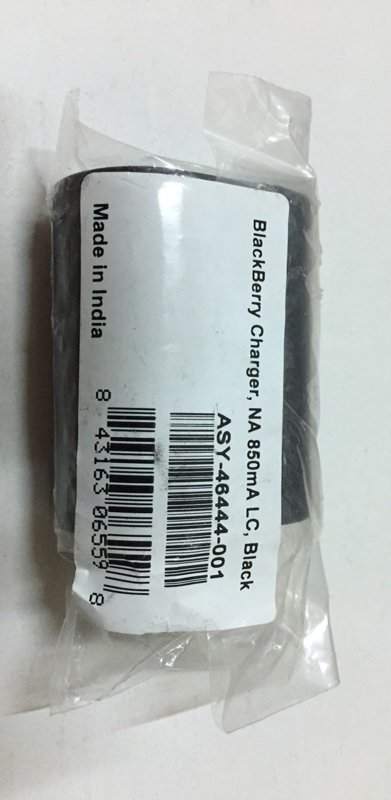 BlackBerry Charger, NA 850mA LC, Black
ASY-46444-001
Made in India
8 43163 06559 8